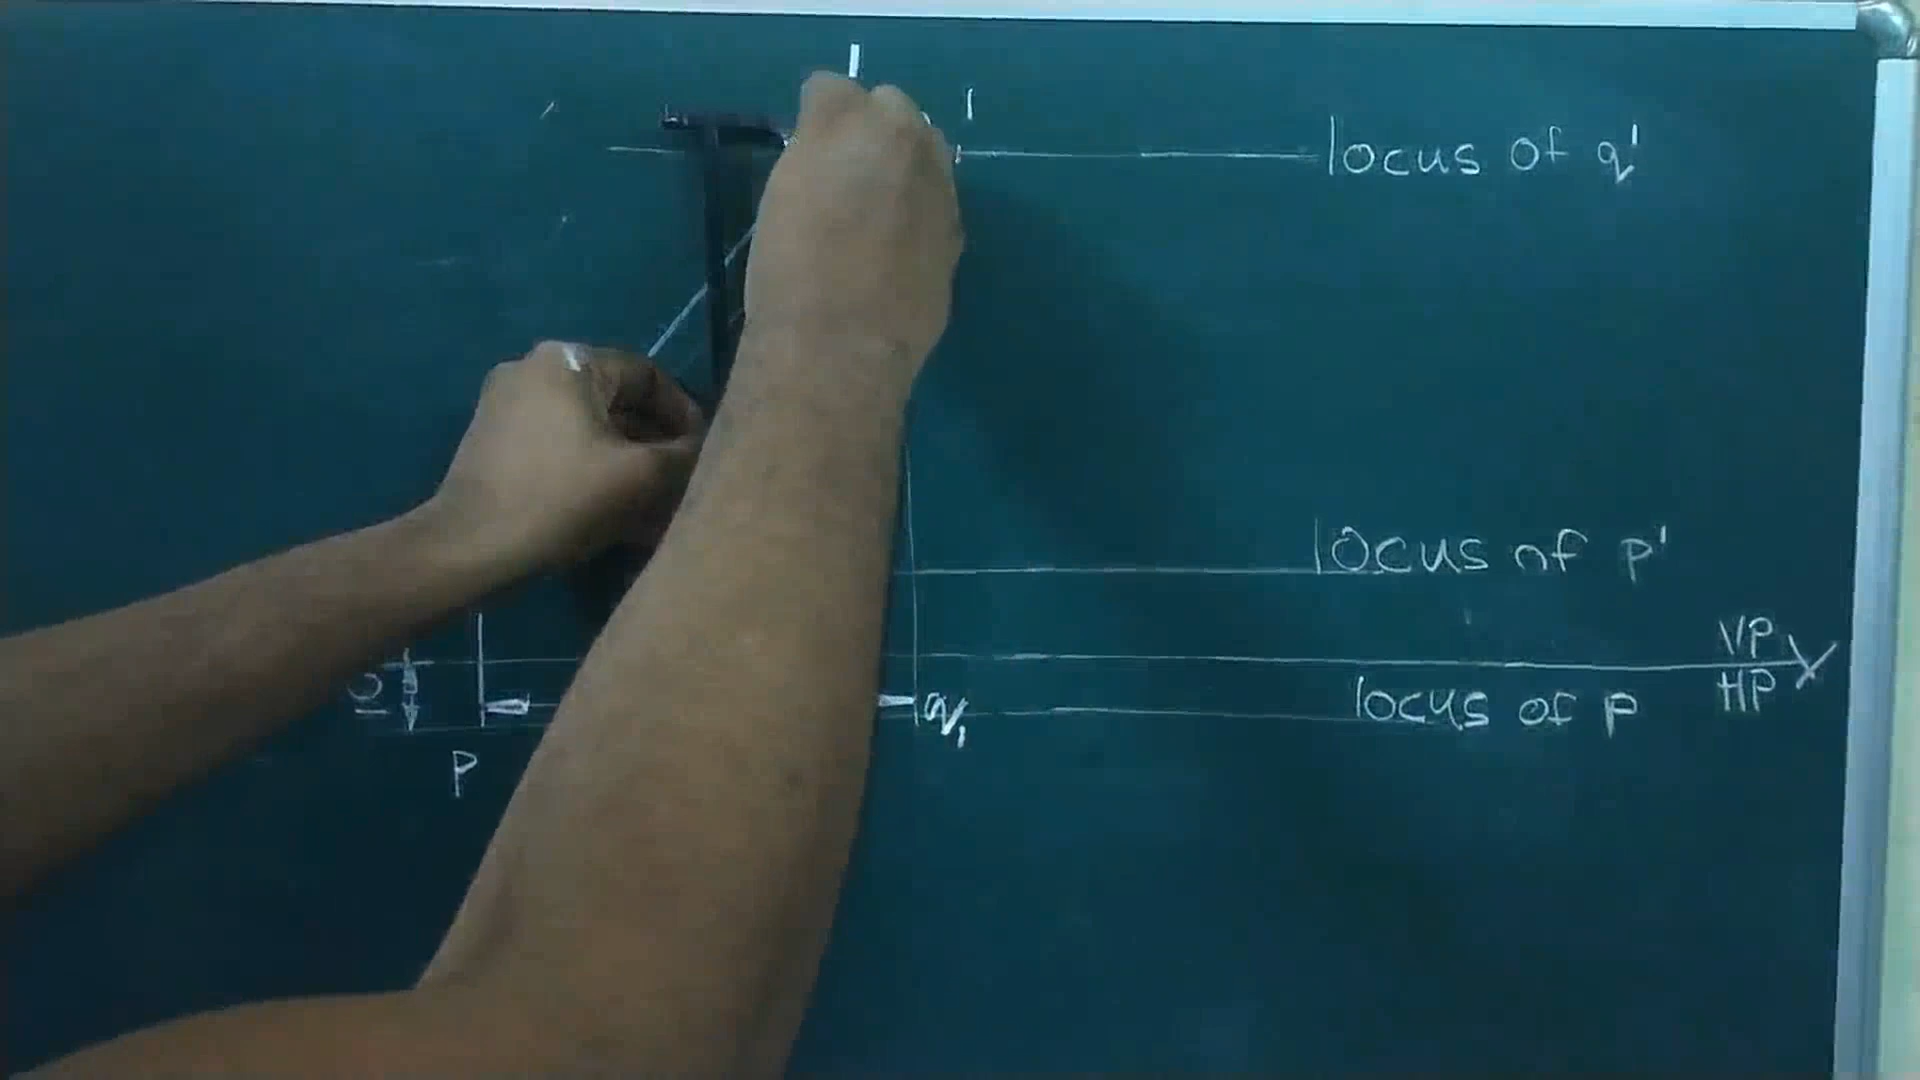 locus of q'
locus of p'
VP
HP
Y
locus of p
q₁
P